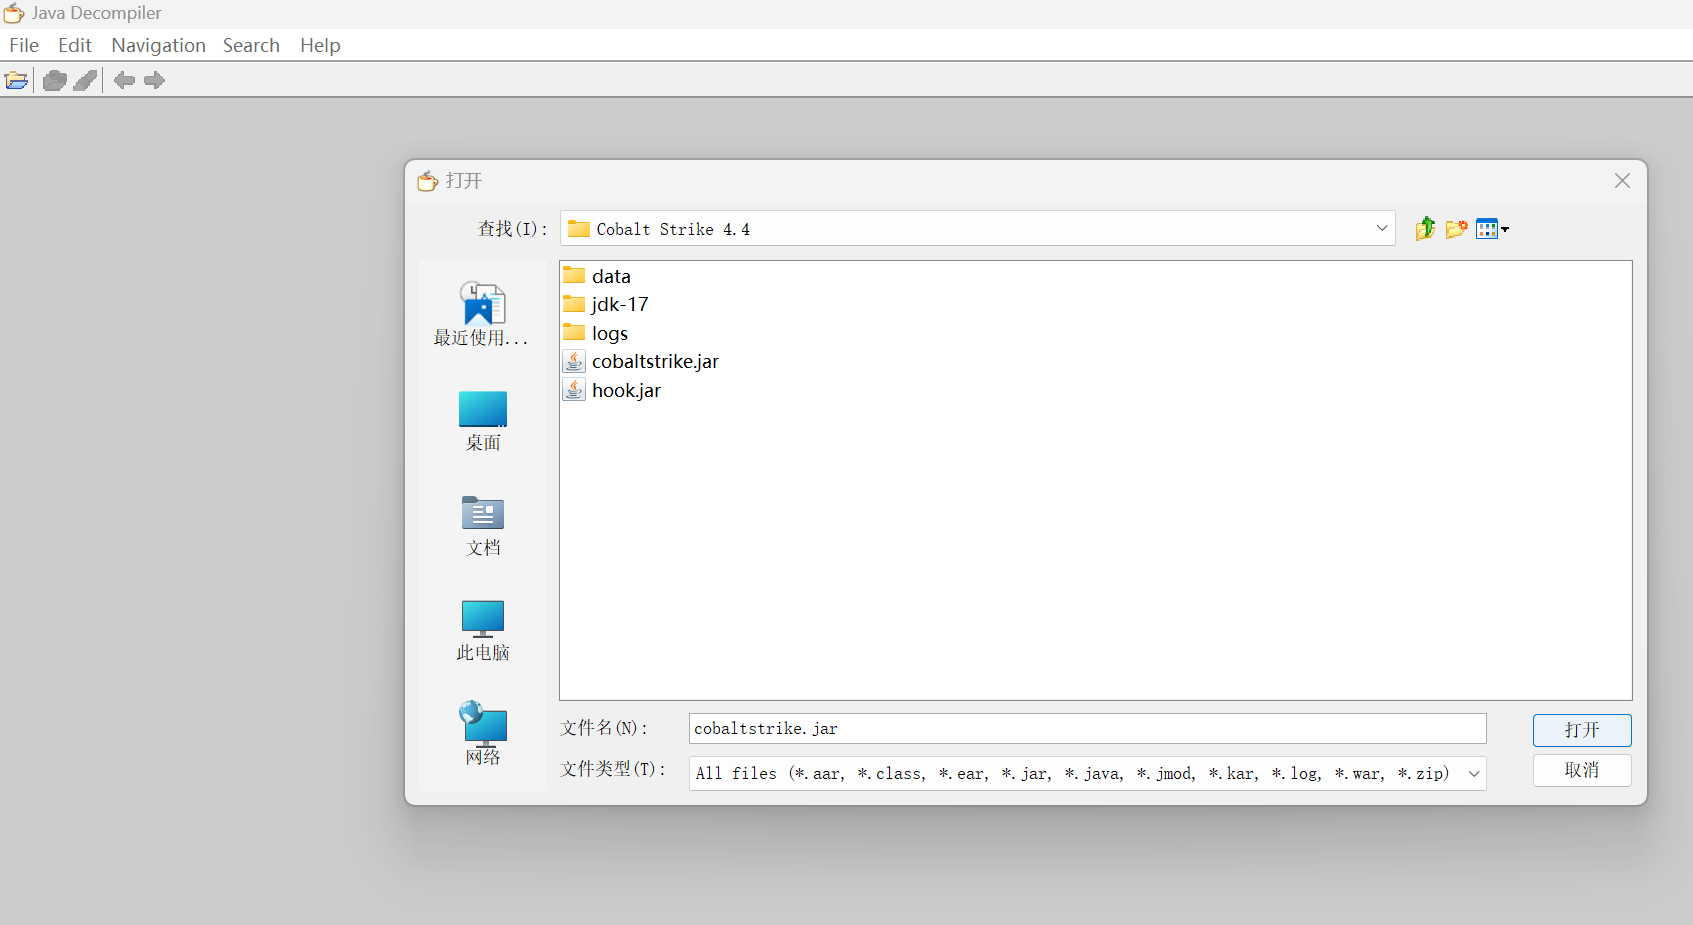 Java Decompiler
File Edit Navigation Search Help
打开
查找(I):
Cobalt Strike 4.4
data
jdk-17
logs
cobaltstrike.jar
hook.jar
最近使用...
桌面
文档
此电脑
网络
文件名(N):
cobaltstrike.jar
打开
文件类型(T):
All files (*.aar, *.class, *.ear, *.jar, *.java, *.jmod, *.kar, *.log, *.war, *.zip)
取消